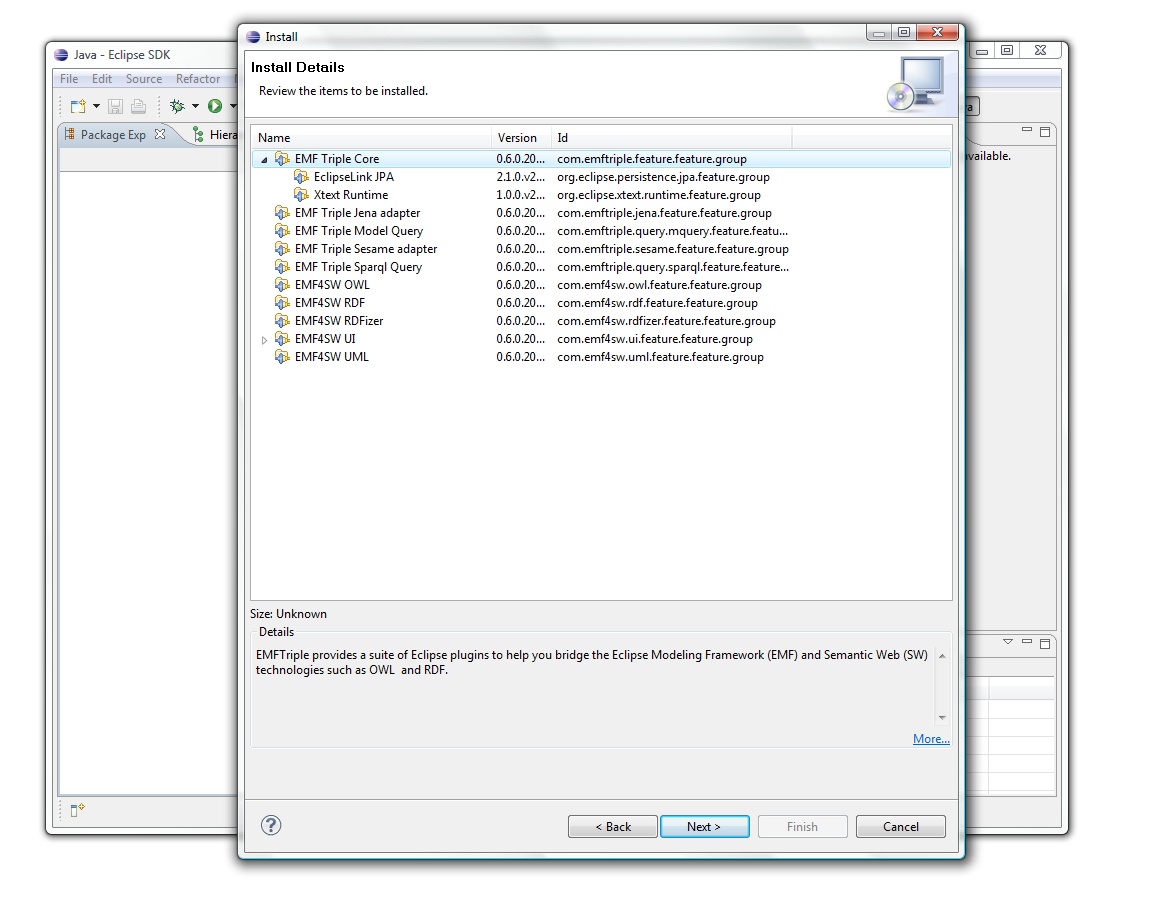 Java - Eclipse SDK
File Edit Source Refactor
Package Exp
Hiera
Install
Install Details
Review the items to be installed.
Name Version Id
EMF Triple Core 0.6.0.20... com.emftriple.feature.feature.group
EclipseLink JPA 2.1.0.v2... org.eclipse.persistence.jpa.feature.group
Xtext Runtime 1.0.0.v2... org.eclipse.xtext.runtime.feature.group
EMF Triple Jena adapter 0.6.0.20... com.emftriple.jena.feature.feature.group
EMF Triple Model Query 0.6.0.20... com.emftriple.query.mquery.feature.featu...
EMF Triple Sesame adapter 0.6.0.20... com.emftriple.sesame.feature.feature.group
EMF Triple Sparql Query 0.6.0.20... com.emftriple.query.sparql.feature.feature...
EMF4SW OWL 0.6.0.20... com.emf4sw.owl.feature.feature.group
EMF4SW RDF 0.6.0.20... com.emf4sw.rdf.feature.feature.group
EMF4SW RDFizer 0.6.0.20... com.emf4sw.rdfizer.feature.feature.group
EMF4SW UI 0.6.0.20... com.emf4sw.ui.feature.feature.group
EMF4SW UML 0.6.0.20... com.emf4sw.uml.feature.feature.group
Size: Unknown
Details
EMFTriple provides a suite of Eclipse plugins to help you bridge the Eclipse Modeling Framework (EMF) and Semantic Web (SW)
technologies such as OWL and RDF.
More...
? < Back Next > Finish Cancel
a
vailable.